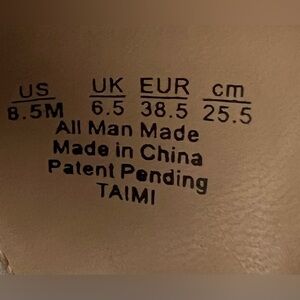 US UK EUR cm
8.5M 6.5 38.5 25.5
All Man Made
Made in China
Patent Pending
TAIMI